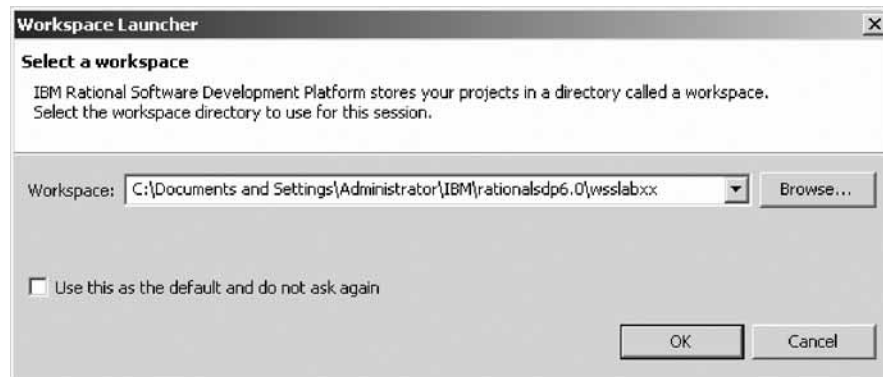 Workspace Launcher
Select a workspace
IBM Rational Software Development Platform stores your projects in a directory called a workspace.
Select the workspace directory to use for this session.
Workspace: C:\Documents and Settings\Administrator\IBM\rationalsdp6.0\wsslabxx Browse...
Use this as the default and do not ask again
OK Cancel